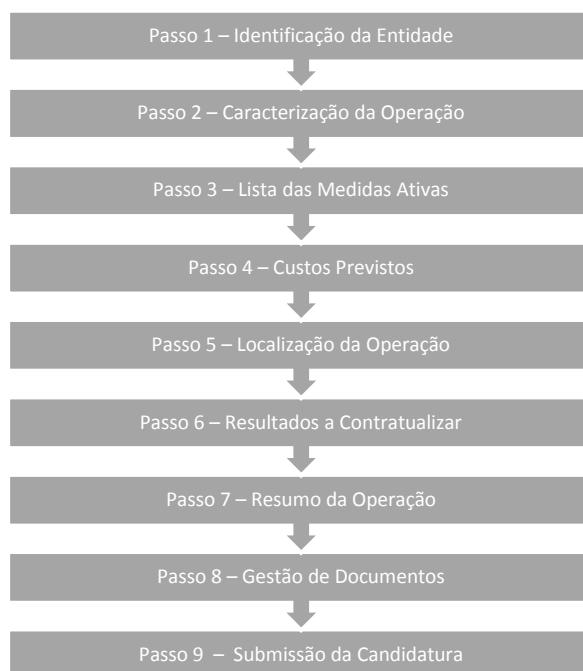 Passo 1 – Identificação da Entidade
Passo 2 – Caracterização da Operação
Passo 3 – Lista das Medidas Ativas
Passo 4 – Custos Previstos
Passo 5 – Localização da Operação
Passo 6 – Resultados a Contratualizar
Passo 7 – Resumo da Operação
Passo 8 – Gestão de Documentos
Passo 9 – Submissão da Candidatura